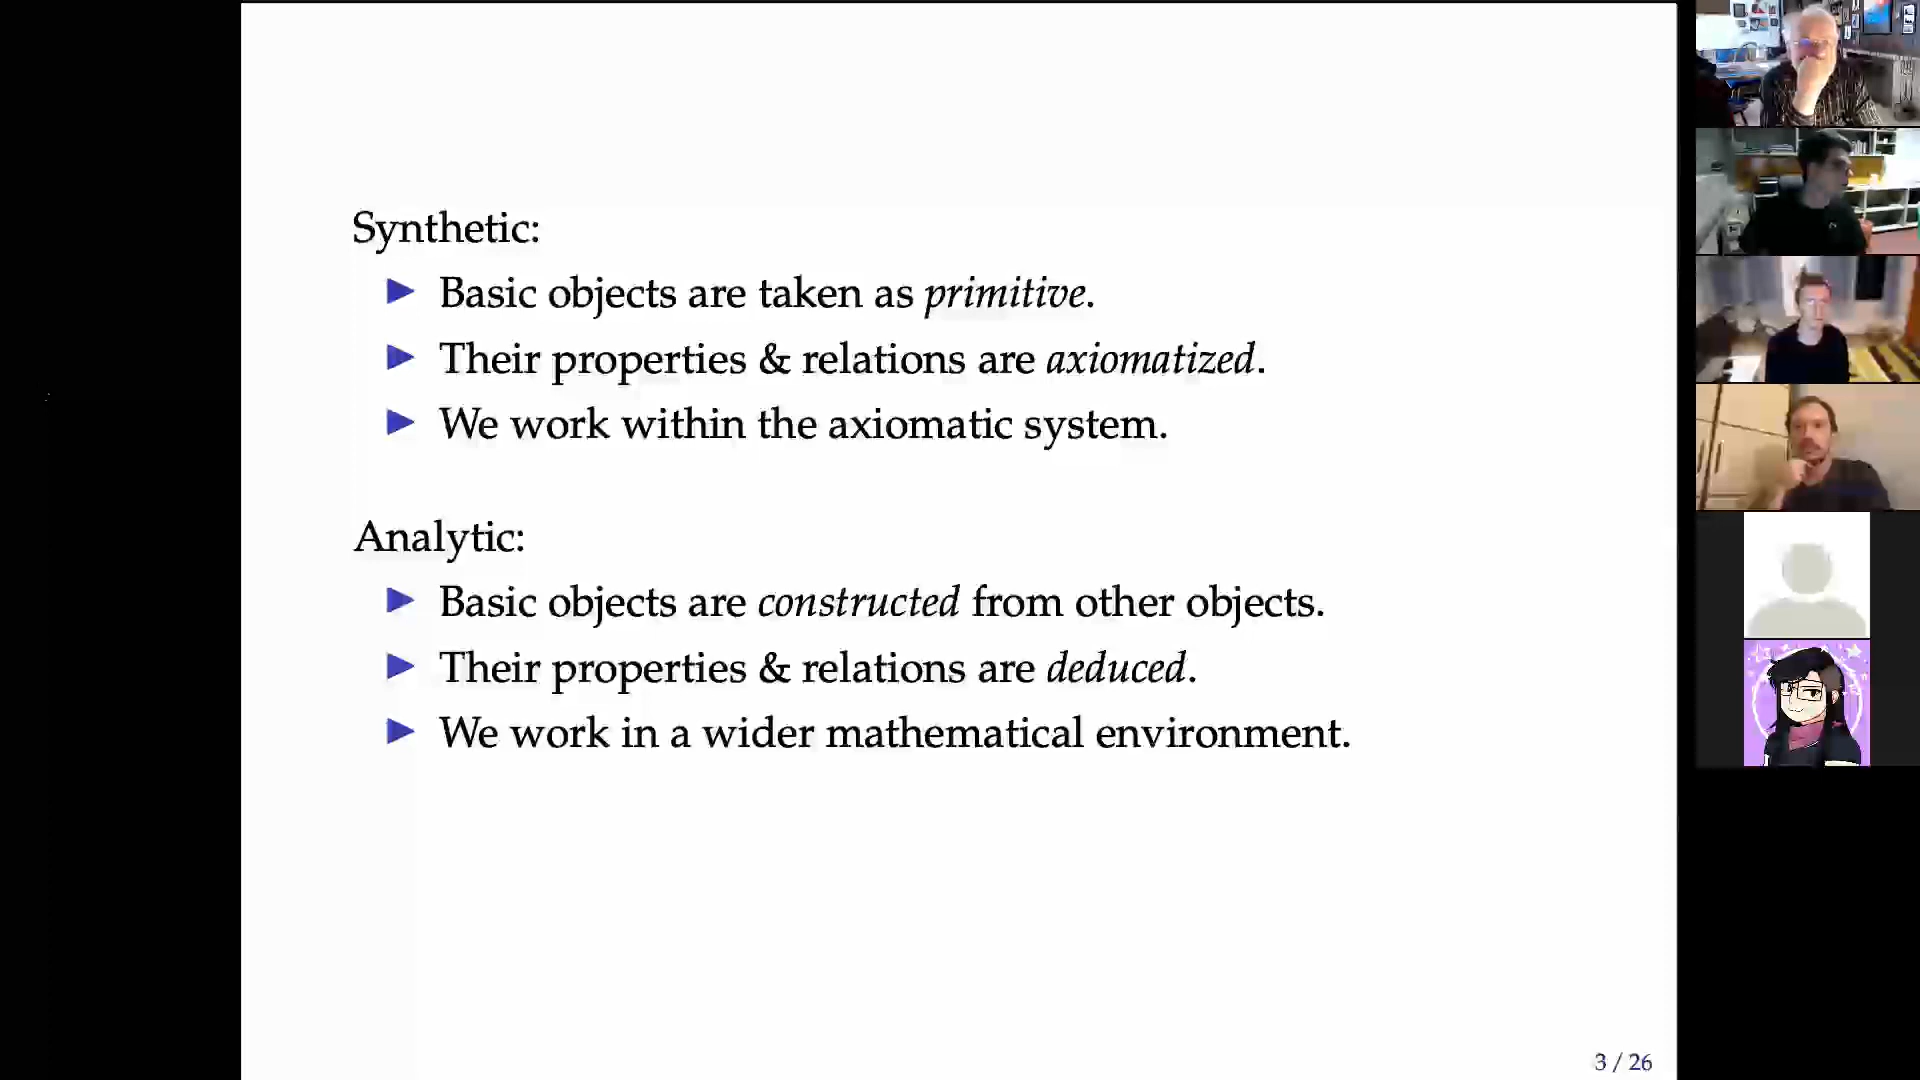 Synthetic:
▶ Basic objects are taken as primitive.
▶ Their properties & relations are axiomatized.
▶ We work within the axiomatic system.
Analytic:
▶ Basic objects are constructed from other objects.
▶ Their properties & relations are deduced.
▶ We work in a wider mathematical environment.
3 / 26